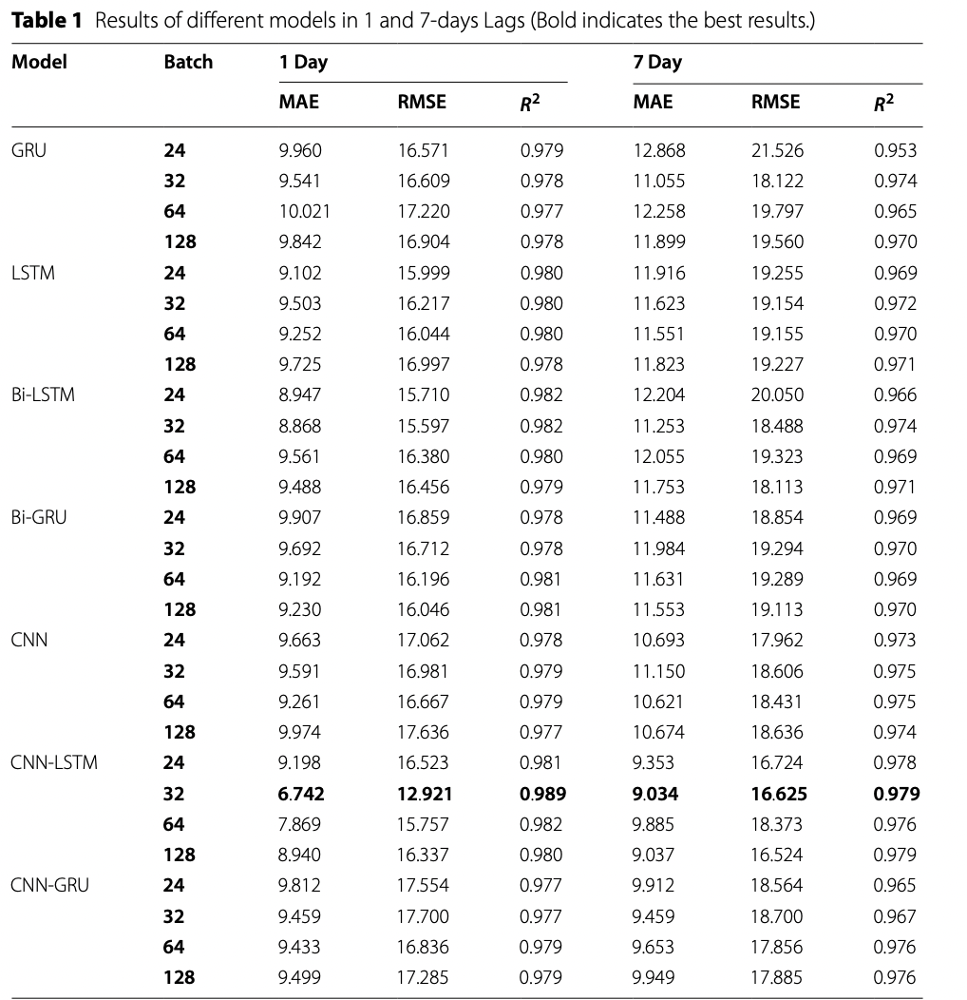 Table 1 Results of different models in 1 and 7-days Lags (Bold indicates the best results.)
Model Batch 1 Day 7 Day
MAE RMSE R² MAE RMSE R²
GRU 24 9.960 16.571 0.979 12.868 21.526 0.953
32 9.541 16.609 0.978 11.055 18.122 0.974
64 10.021 17.220 0.977 12.258 19.797 0.965
128 9.842 16.904 0.978 11.899 19.560 0.970
LSTM 24 9.102 15.999 0.980 11.916 19.255 0.969
32 9.503 16.217 0.980 11.623 19.154 0.972
64 9.252 16.044 0.980 11.551 19.155 0.970
128 9.725 16.997 0.978 11.823 19.227 0.971
Bi-LSTM 24 8.947 15.710 0.982 12.204 20.050 0.966
32 8.868 15.597 0.982 11.253 18.488 0.974
64 9.561 16.380 0.980 12.055 19.323 0.969
128 9.488 16.456 0.979 11.753 18.113 0.971
Bi-GRU 24 9.907 16.859 0.978 11.488 18.854 0.969
32 9.692 16.712 0.978 11.984 19.294 0.970
64 9.192 16.196 0.981 11.631 19.289 0.969
128 9.230 16.046 0.981 11.553 19.113 0.970
CNN 24 9.663 17.062 0.978 10.693 17.962 0.973
32 9.591 16.981 0.979 11.150 18.606 0.975
64 9.261 16.667 0.979 10.621 18.431 0.975
128 9.974 17.636 0.977 10.674 18.636 0.974
CNN-LSTM 24 9.198 16.523 0.981 9.353 16.724 0.978
32 6.742 12.921 0.989 9.034 16.625 0.979
64 7.869 15.757 0.982 9.885 18.373 0.976
128 8.940 16.337 0.980 9.037 16.524 0.979
CNN-GRU 24 9.812 17.554 0.977 9.912 18.564 0.965
32 9.459 17.700 0.977 9.459 18.700 0.967
64 9.433 16.836 0.979 9.653 17.856 0.976
128 9.499 17.285 0.979 9.949 17.885 0.976